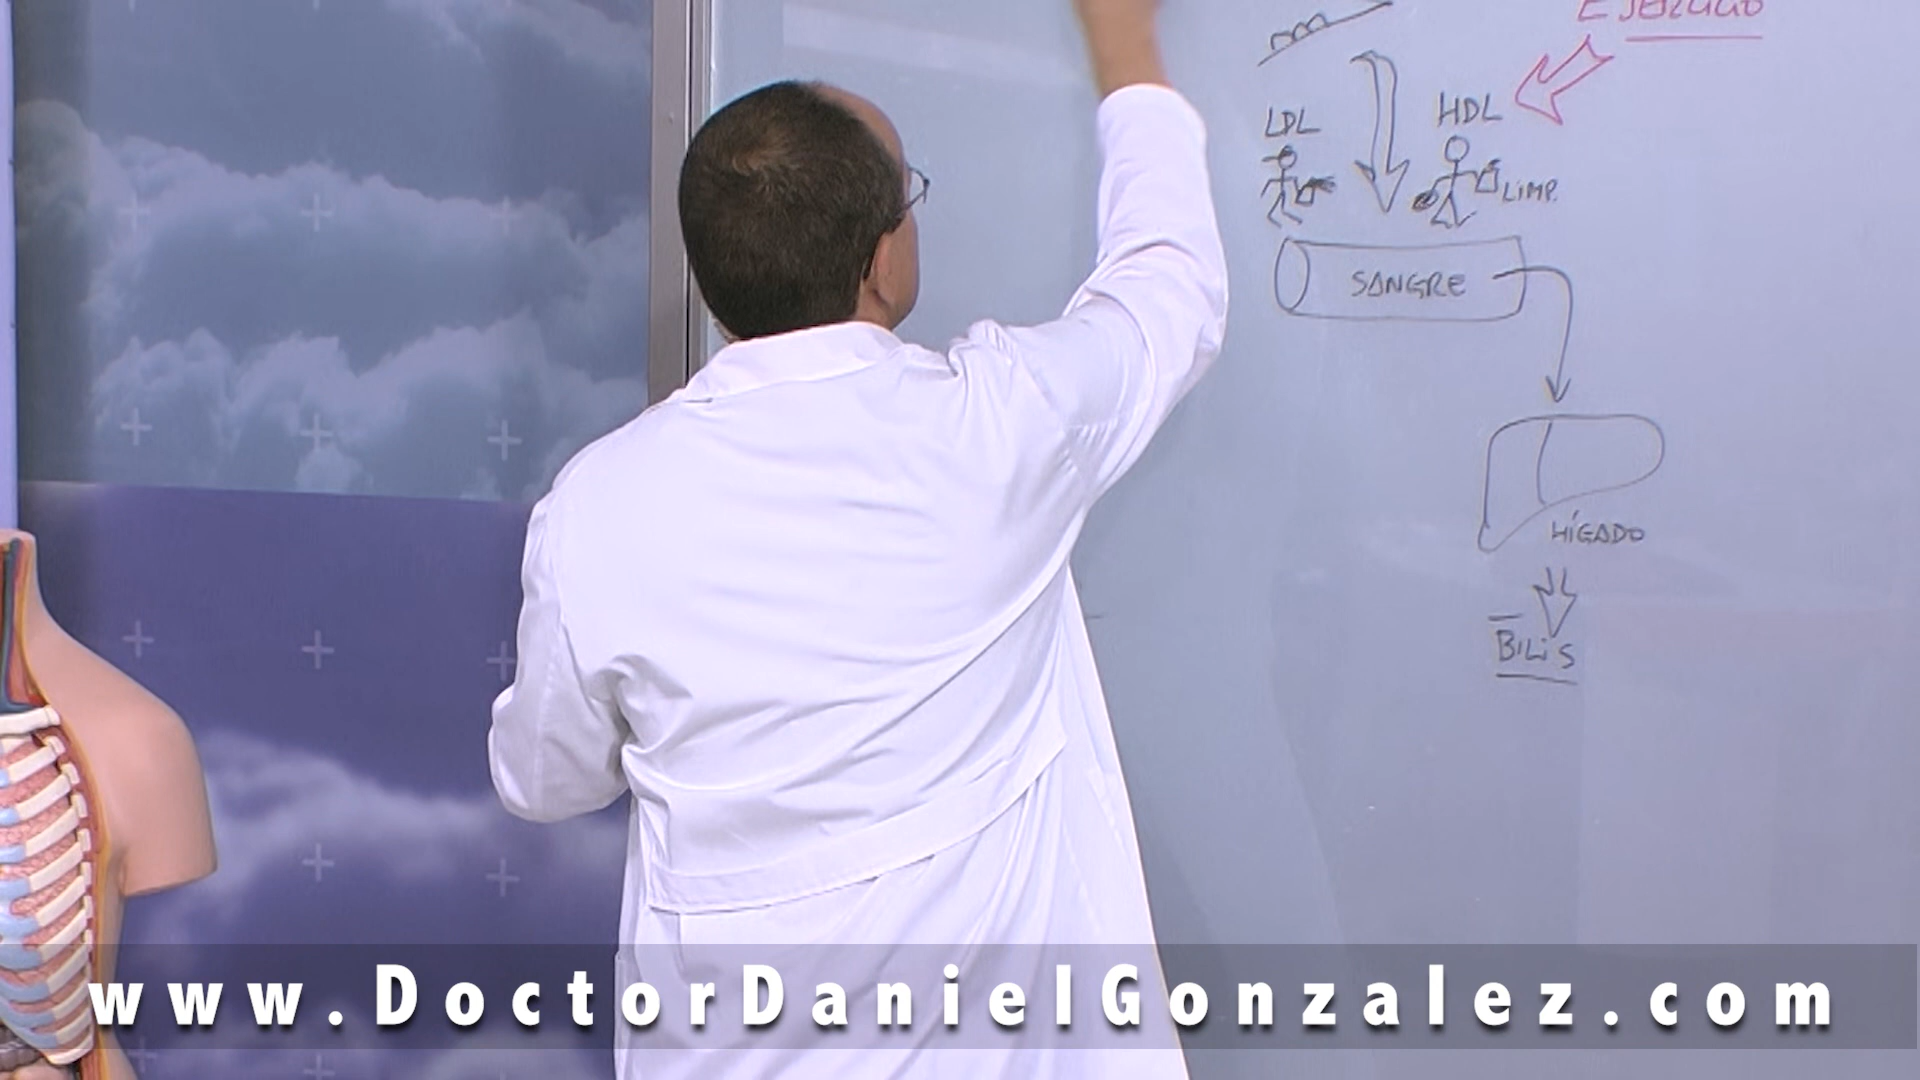 EJERCICIO
LDL HDL
LIMP.
SANGRE
HÍGADO
BILIS
www.DoctorDanielGonzalez.com